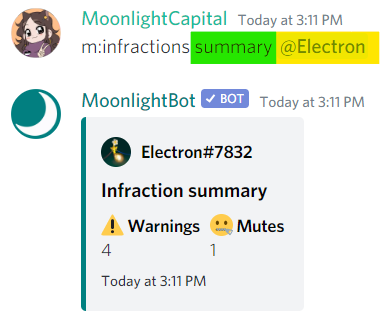 MoonlightCapital Today at 3:11 PM
m:infractions summary @Electron
MoonlightBot BOT Today at 3:11 PM
Electron#7832
Infraction summary
Warnings Mutes
4 1
Today at 3:11 PM